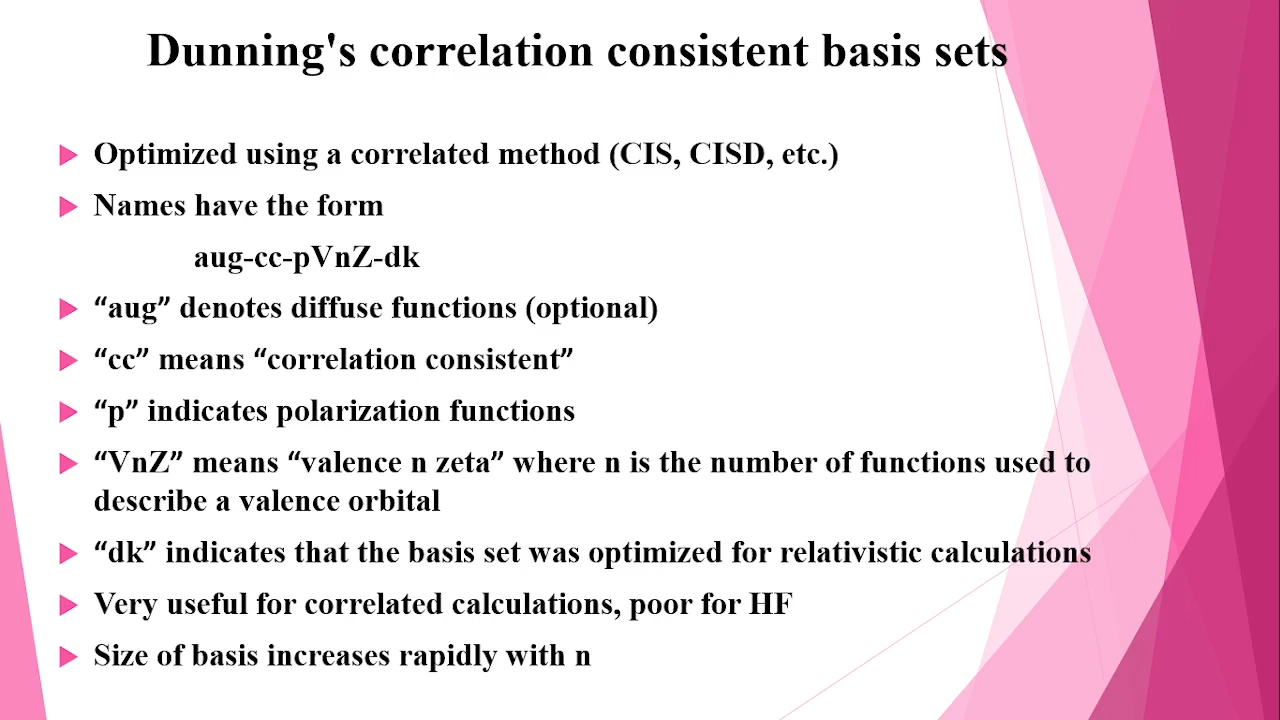 Dunning's correlation consistent basis sets
Optimized using a correlated method (CIS, CISD, etc.)
Names have the form
aug-cc-pVnZ-dk
“aug” denotes diffuse functions (optional)
“cc” means “correlation consistent”
“p” indicates polarization functions
“VnZ” means “valence n zeta” where n is the number of functions used to
describe a valence orbital
“dk” indicates that the basis set was optimized for relativistic calculations
Very useful for correlated calculations, poor for HF
Size of basis increases rapidly with n